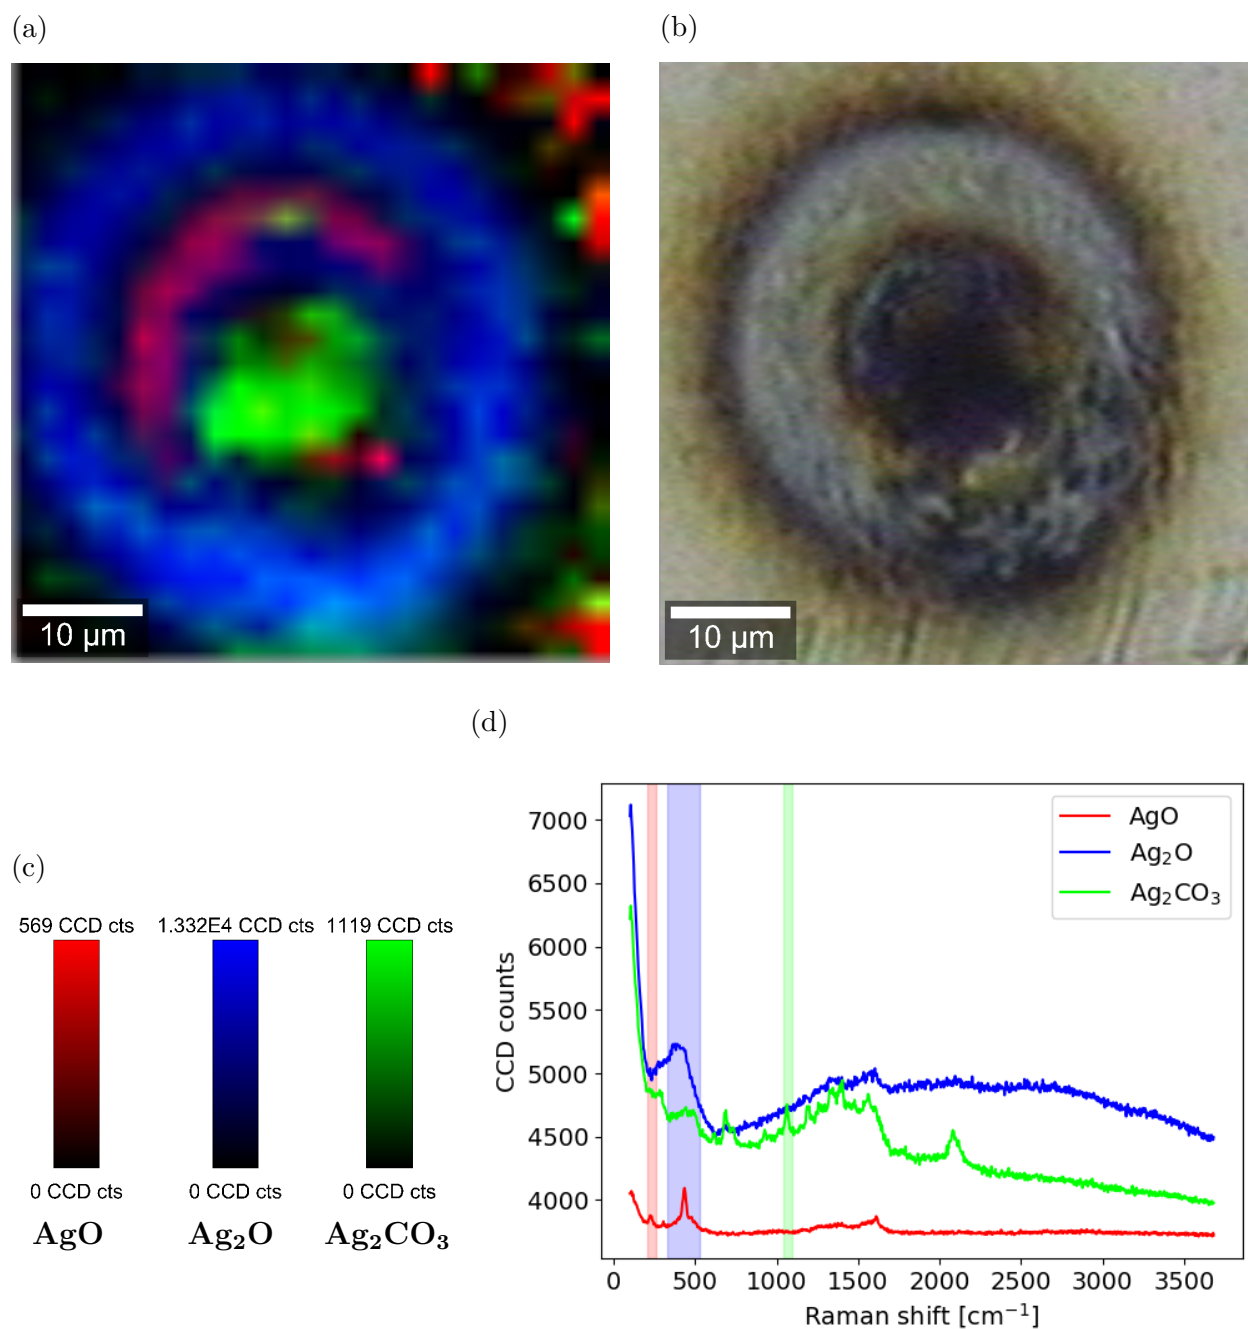 (a)
(b)
10 µm
10 µm
(c)
569 CCD cts 1.332E4 CCD cts 1119 CCD cts
0 CCD cts 0 CCD cts 0 CCD cts
AgO Ag₂O Ag₂CO₃
(d)
7000
6500
6000
5500
5000
4500
4000
CCD counts
AgO
Ag₂O
Ag₂CO₃
0 500 1000 1500 2000 2500 3000 3500
Raman shift [cm⁻¹]